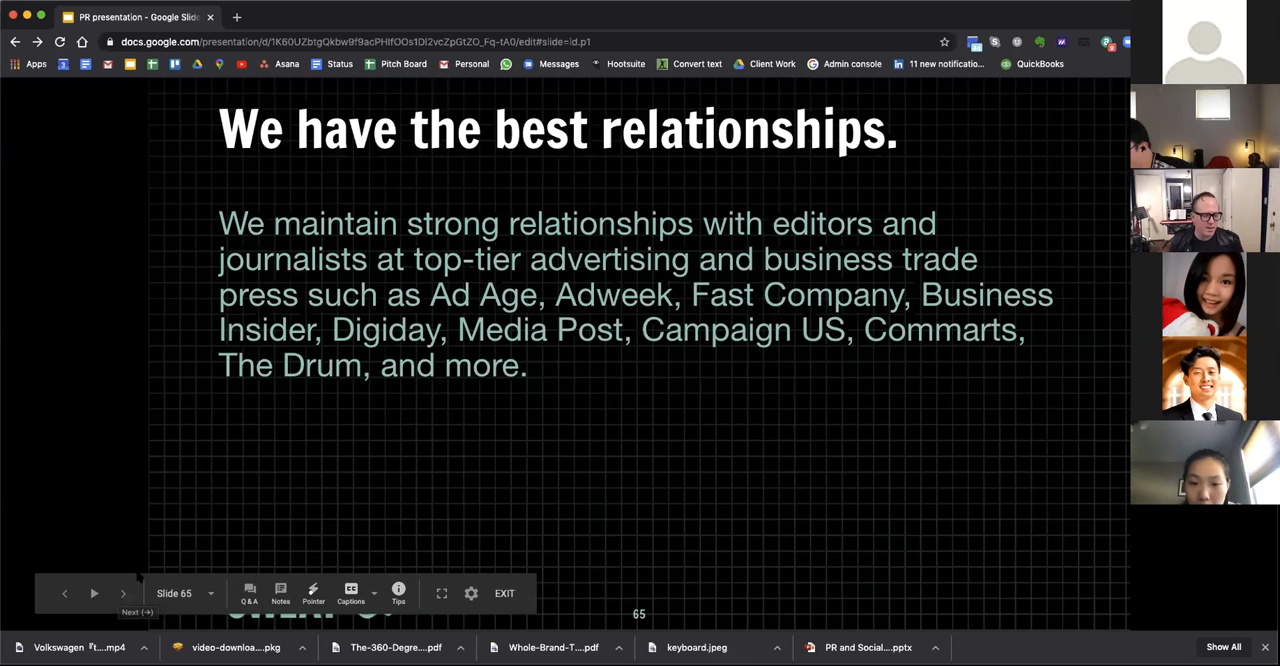 PR presentation - Google Slide
docs.google.com/presentation/d/1K60UZbtgQkbw9f9acPHIfOOs1DI2vcZpGtZO_Fq-tA0/edit#slide=id.p1
Apps Asana Status Pitch Board Personal Messages Hootsuite Convert text Client Work Admin console 11 new notificatio... QuickBooks
We have the best relationships.
We maintain strong relationships with editors and
journalists at top-tier advertising and business trade
press such as Ad Age, Adweek, Fast Company, Business
Insider, Digiday, Media Post, Campaign US, Commarts,
The Drum, and more.
Slide 65 Q & A Notes Pointer Captions Tips EXIT
Next (→)
65
Volkswagen『t....mp4 video-downloa....pkg The-360-Degre....pdf Whole-Brand-T....pdf keyboard.jpeg PR and Social....pptx Show All